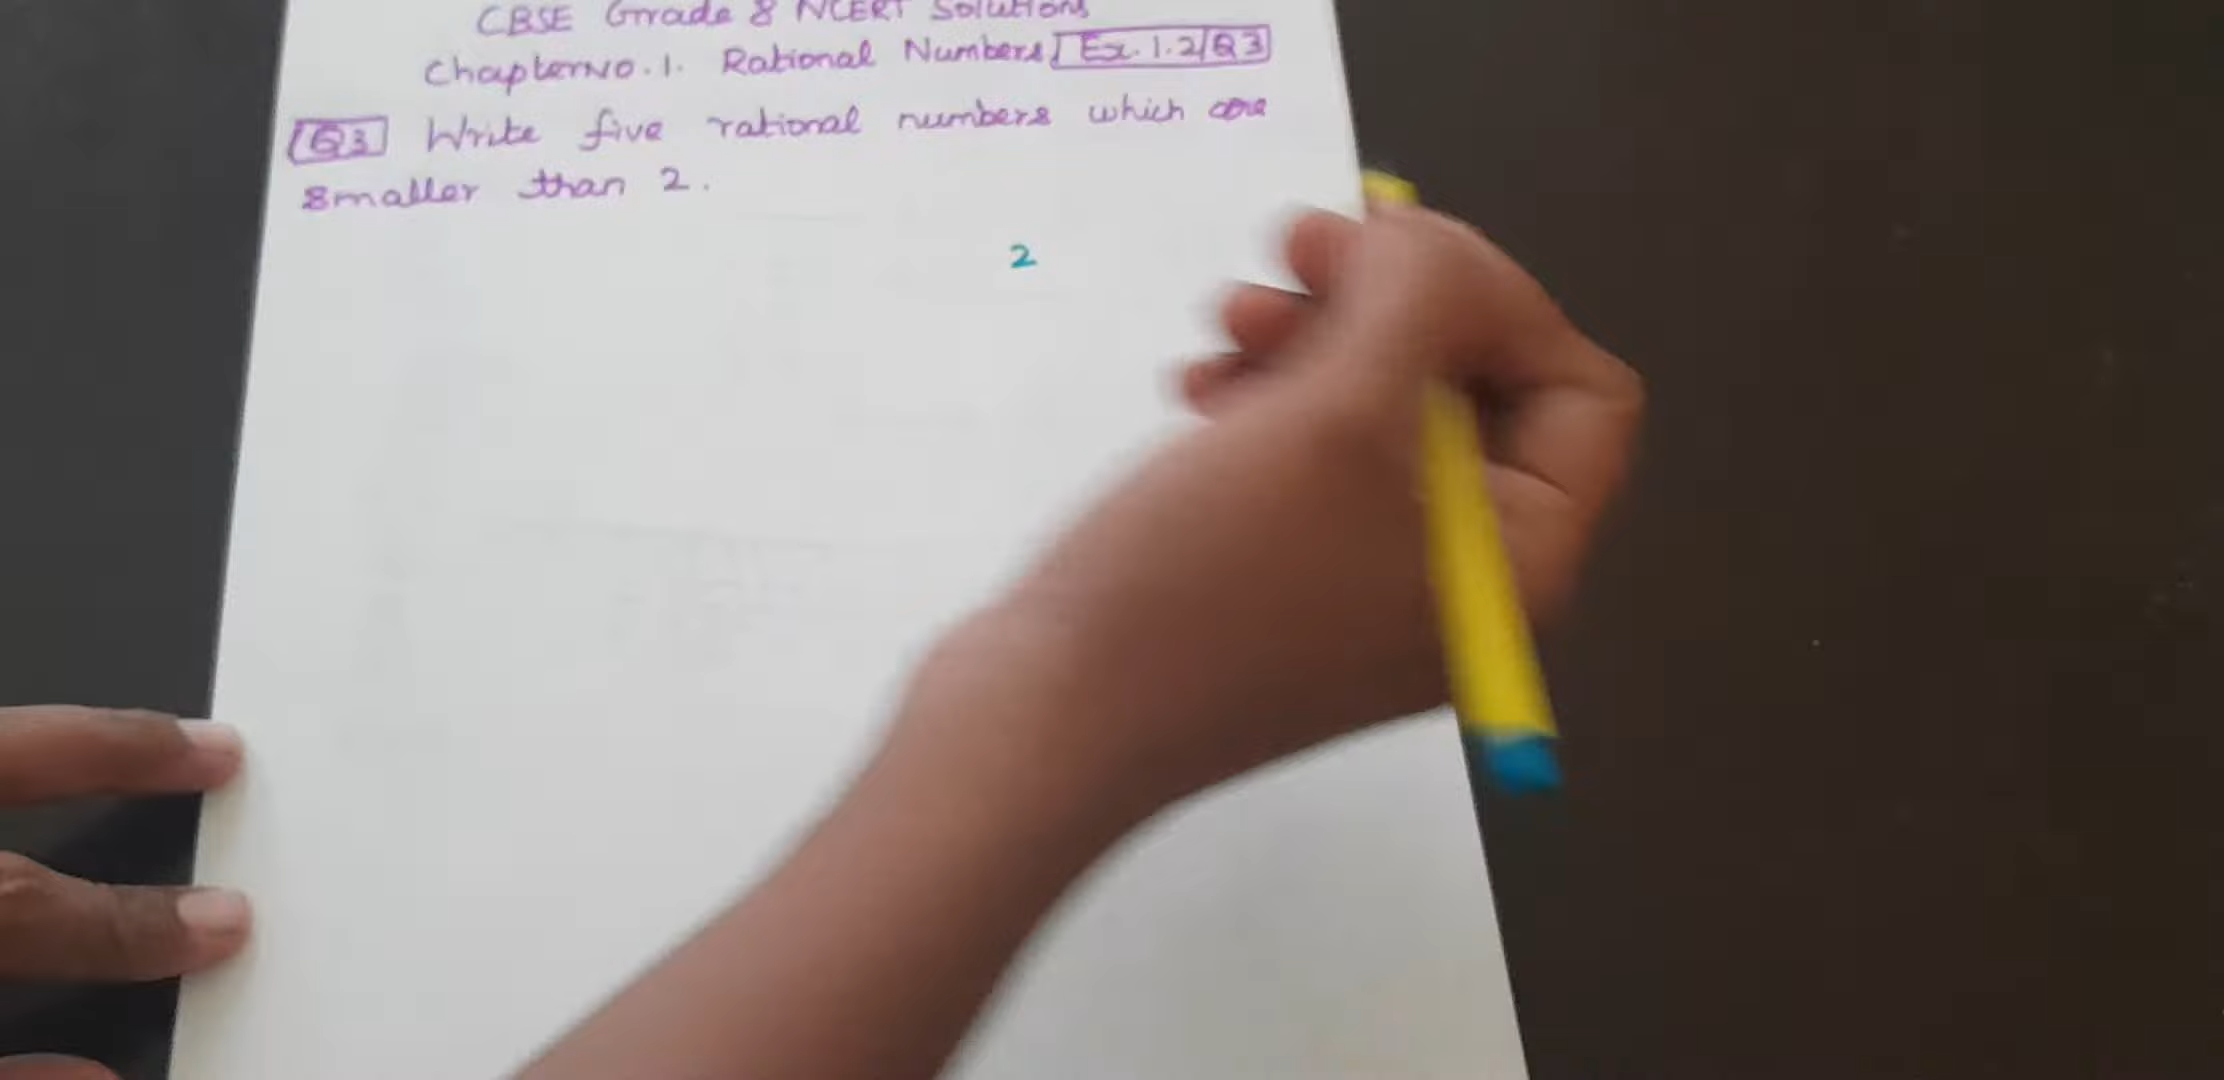 CBSE Grade 8 NCERT Solutions
Chapter No. 1. Rational Numbers Ex. 1.2/Q3
Q3 Write five rational numbers which are
smaller than 2.
2